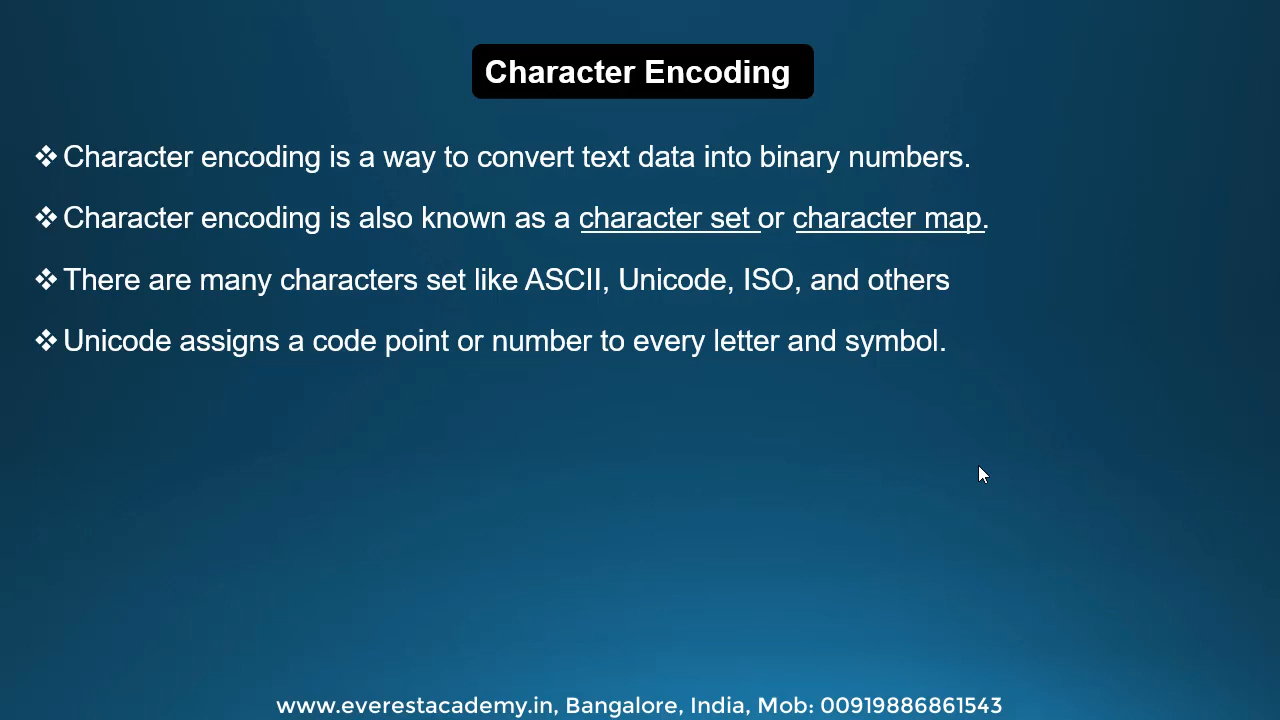 Character Encoding
❖ Character encoding is a way to convert text data into binary numbers.
❖ Character encoding is also known as a character set or character map.
❖ There are many characters set like ASCII, Unicode, ISO, and others
❖ Unicode assigns a code point or number to every letter and symbol.
www.everestacademy.in, Bangalore, India, Mob: 00919886861543